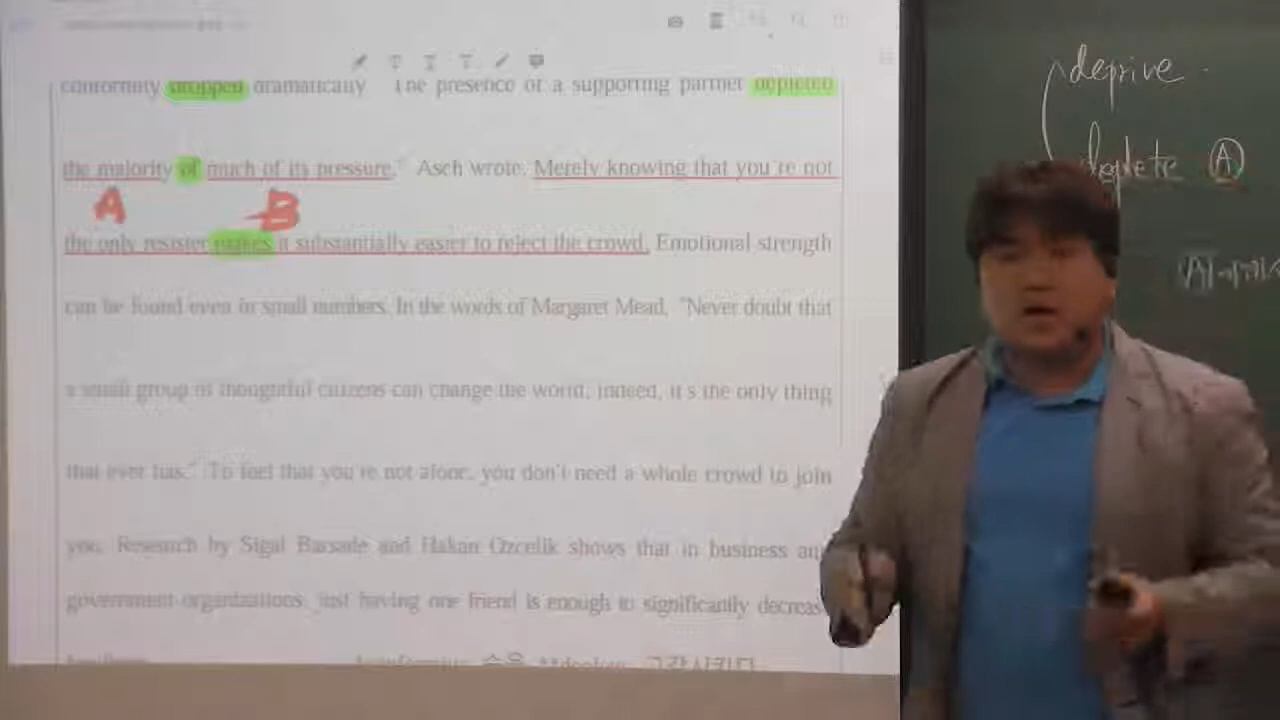 conformity dropped dramatically "The presence of a supporting partner depleted
the majority of much of its pressure," Asch wrote. Merely knowing that you're not
A -B
the only resister makes it substantially easier to reject the crowd. Emotional strength
can be found even in small numbers. In the words of Margaret Mead, "Never doubt that
a small group of thoughtful citizens can change the world; indeed, it's the only thing
that ever has." To feel that you're not alone, you don't need a whole crowd to join
you. Research by Sigal Barsade and Hakan Ozcelik shows that in business and
government organizations, just having one friend is enough to significantly decrease
deprive
deplete A